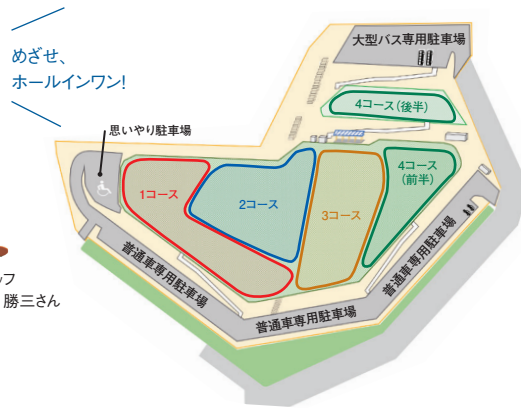 めざせ、
ホールインワン!
大型バス専用駐車場
4コース(後半)
思いやり駐車場
1コース
2コース
3コース
4コース
(前半)
普通車専用駐車場
普通車専用駐車場
普通車専用駐車場
ッフ
勝三さん